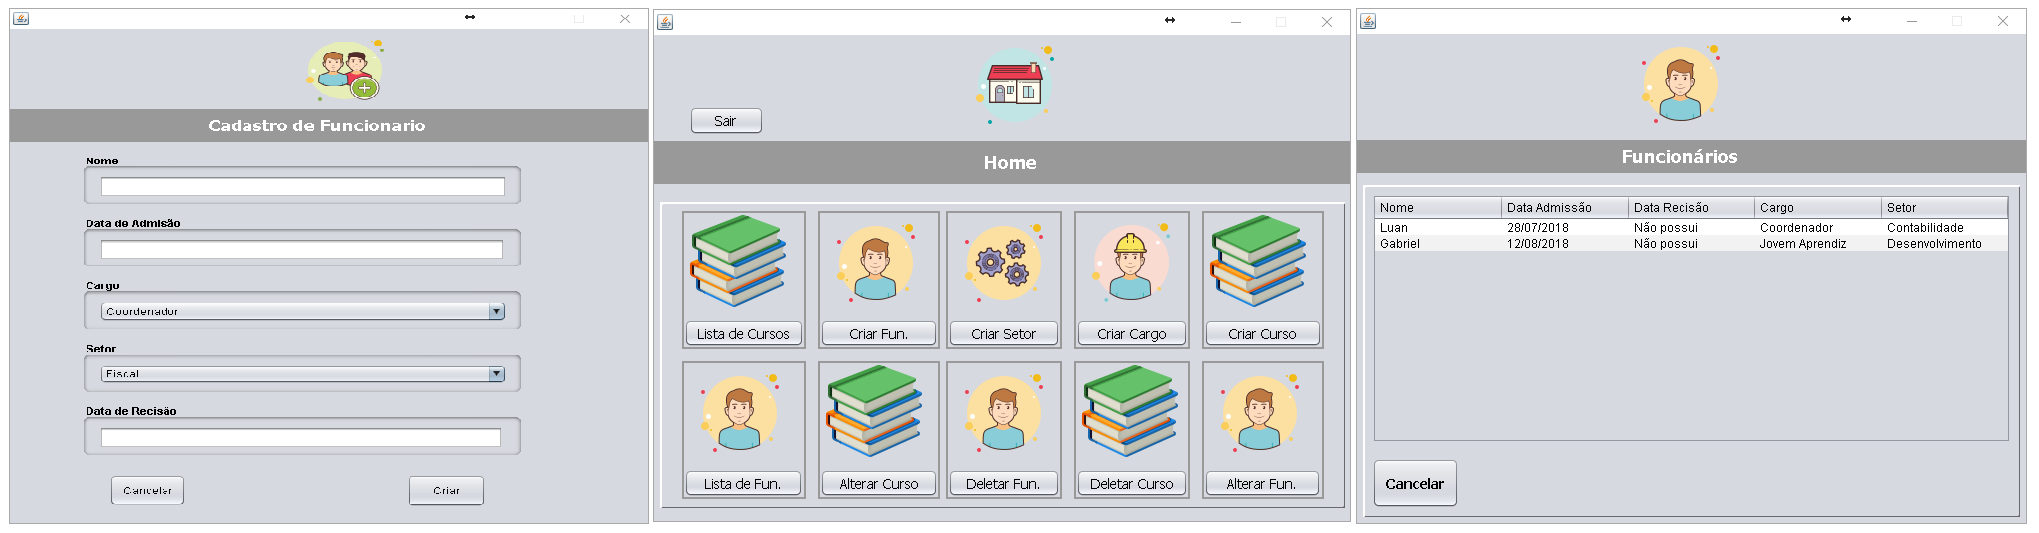 Cadastro de Funcionario
Nome
Data de Admisão
Cargo
Coordenador
Setor
Fiscal
Data de Recisão
Cancelar Criar
Sair
Home
Lista de Cursos Criar Fun. Criar Setor Criar Cargo Criar Curso
Lista de Fun. Alterar Curso Deletar Fun. Deletar Curso Alterar Fun.
Funcionários
Nome Data Admissão Data Recisão Cargo Setor
Luan 28/07/2018 Não possui Coordenador Contabilidade
Gabriel 12/08/2018 Não possui Jovem Aprendiz Desenvolvimento
Cancelar